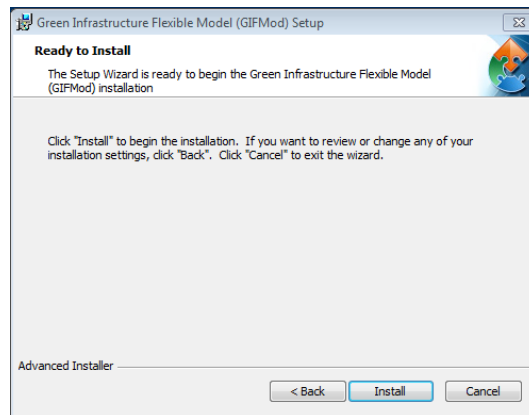 Green Infrastructure Flexible Model (GIFMod) Setup
Ready to Install
The Setup Wizard is ready to begin the Green Infrastructure Flexible Model
(GIFMod) installation
Click "Install" to begin the installation.  If you want to review or change any of your
installation settings, click "Back".  Click "Cancel" to exit the wizard.
Advanced Installer
< Back
Install
Cancel